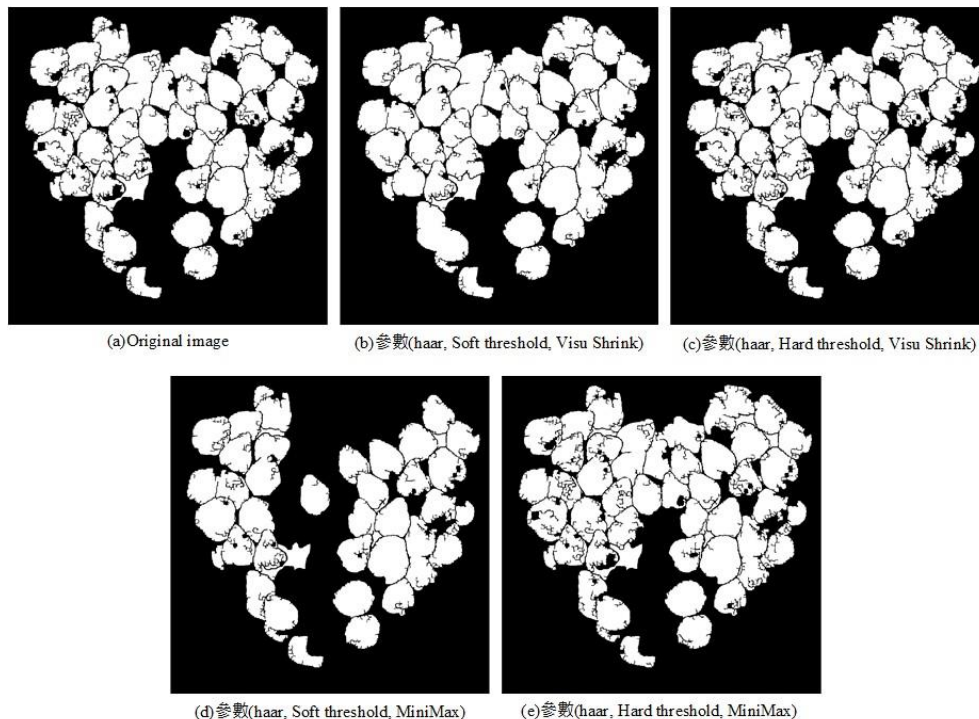 (a)Original image
(b)參數(haar, Soft threshold, Visu Shrink)
(c)參數(haar, Hard threshold, Visu Shrink)
(d)參數(haar, Soft threshold, MiniMax)
(e)參數(haar, Hard threshold, MiniMax)